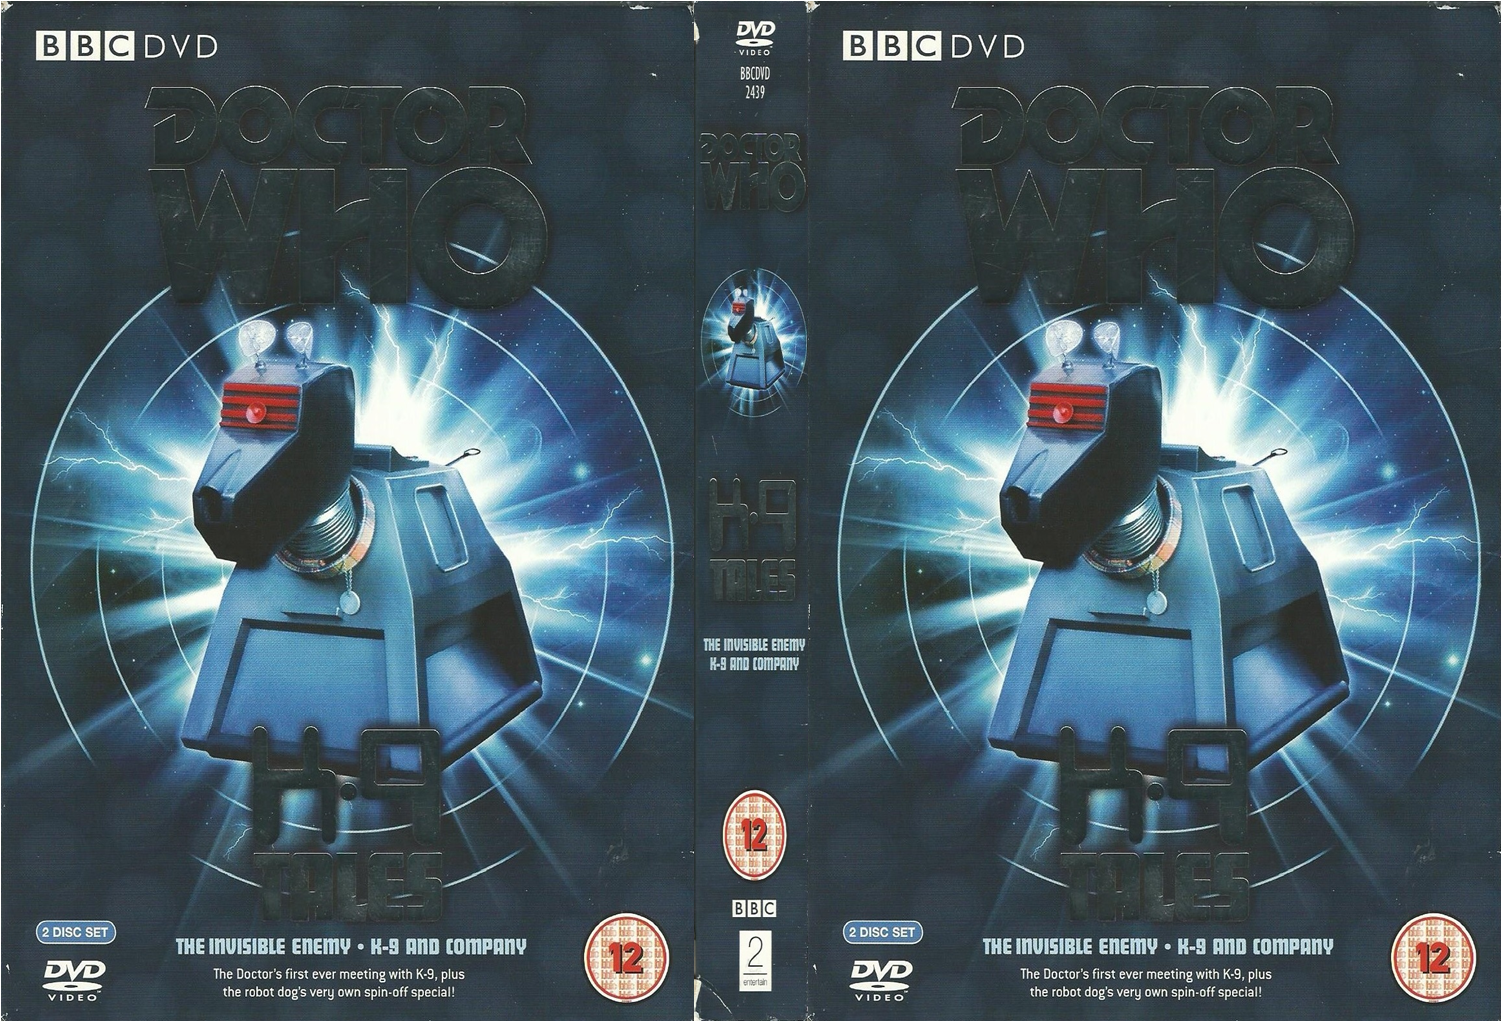 BBC DVD
DOCTOR
WHO
K·9
TALES
2 DISC SET
THE INVISIBLE ENEMY • K-9 AND COMPANY
The Doctor's first ever meeting with K-9, plus
the robot dog's very own spin-off special!
DVD
VIDEO
12
DVD
VIDEO
BBCDVD
2439
DOCTOR
WHO
K·9
TALES
THE INVISIBLE ENEMY
K-9 AND COMPANY
12
BBC
2
entertain
BBC DVD
DOCTOR
WHO
K·9
TALES
2 DISC SET
THE INVISIBLE ENEMY • K-9 AND COMPANY
The Doctor's first ever meeting with K-9, plus
the robot dog's very own spin-off special!
DVD
VIDEO
12